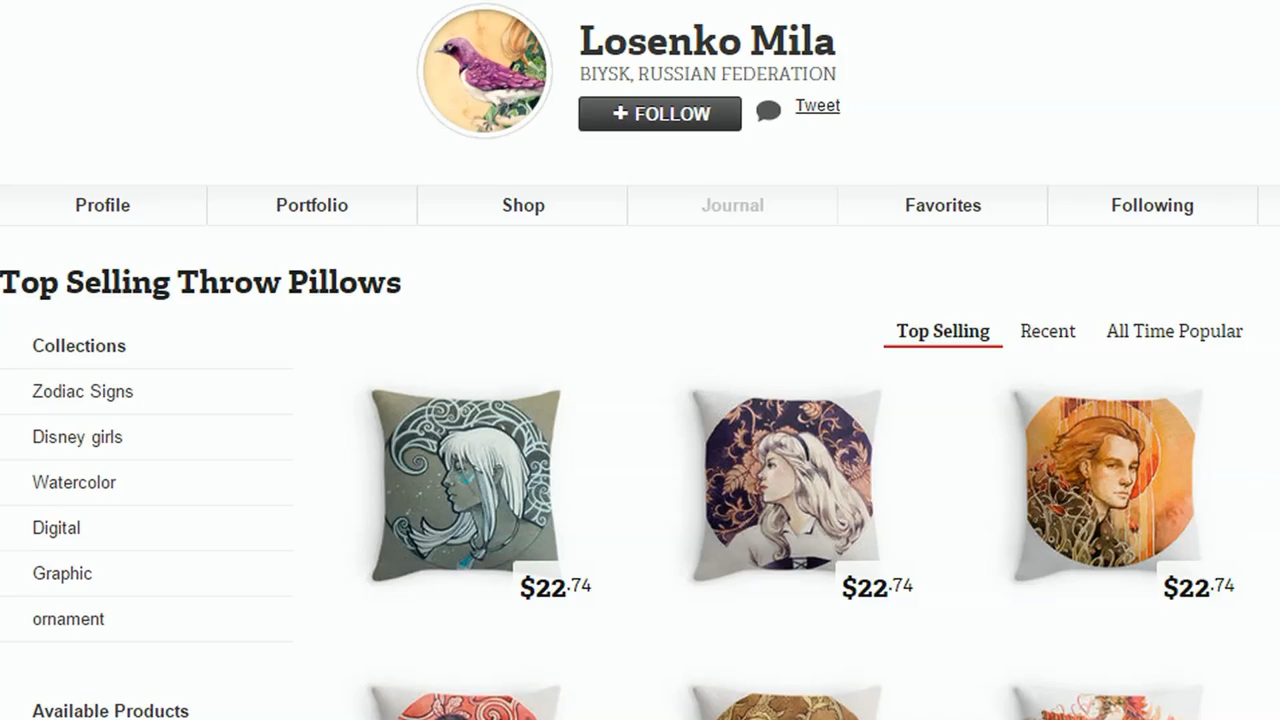 Losenko Mila
BIYSK, RUSSIAN FEDERATION
+ FOLLOW
Tweet
Profile
Portfolio
Shop
Journal
Favorites
Following
Top Selling Throw Pillows
Top Selling
Recent
All Time Popular
Collections
Zodiac Signs
Disney girls
Watercolor
Digital
Graphic
ornament
$22.74
$22.74
$22.74
Available Products